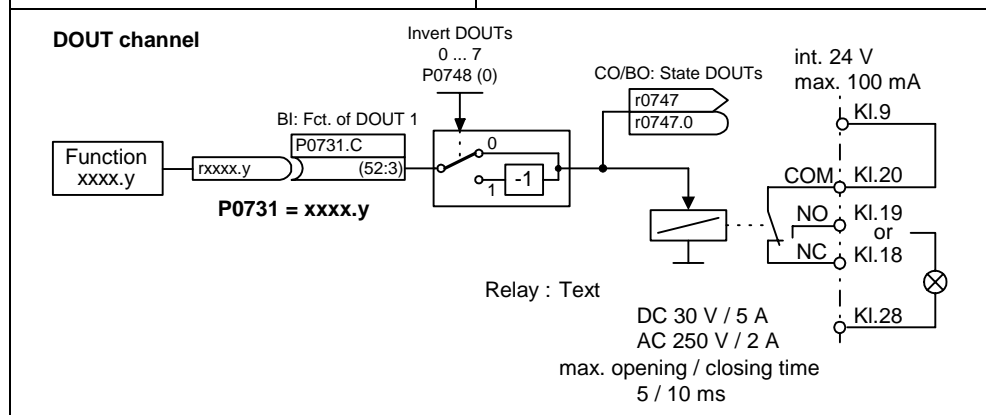 DOUT channel
Invert DOUTs
0 ... 7
P0748 (0)
int. 24 V
max. 100 mA
CO/BO: State DOUTs
r0747
r0747.0
Kl.9
BI: Fct. of DOUT 1
P0731.C
(52:3)
Function
xxxx.y
rxxxx.y
P0731 = xxxx.y
0
1
-1
COM
Kl.20
NO
Kl.19
or
NC
Kl.18
Kl.28
Relay : Text
DC 30 V / 5 A
AC 250 V / 2 A
max. opening / closing time
5 / 10 ms